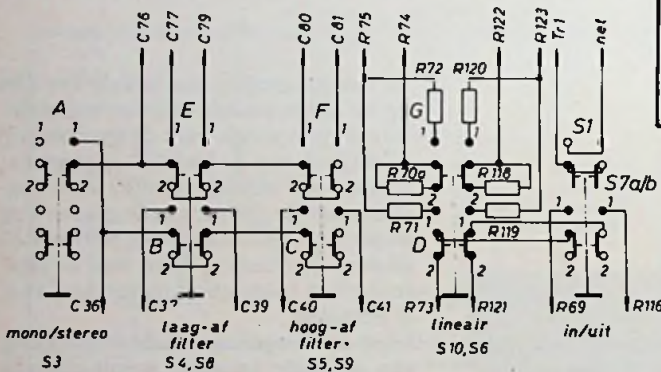 C76 C77 C79 C80 C81 R75 R74 R122 R123 Tr1 net
R72 R120
A E F G S1
1 1 1 1 1 1 1 1 1
2 2 2 2 2 2 R70a R118 2 S7a/b
2 2
1 1 1 1
R71 R119
B C D
2 2 2 2 2 2 2 2
C36 C37 C39 C40 C41 R73 R121 R69 R116
mono/stereo laag-af hoog-af lineair in/uit
filter filter
S3 S4,S8 S5,S9 S10,S6